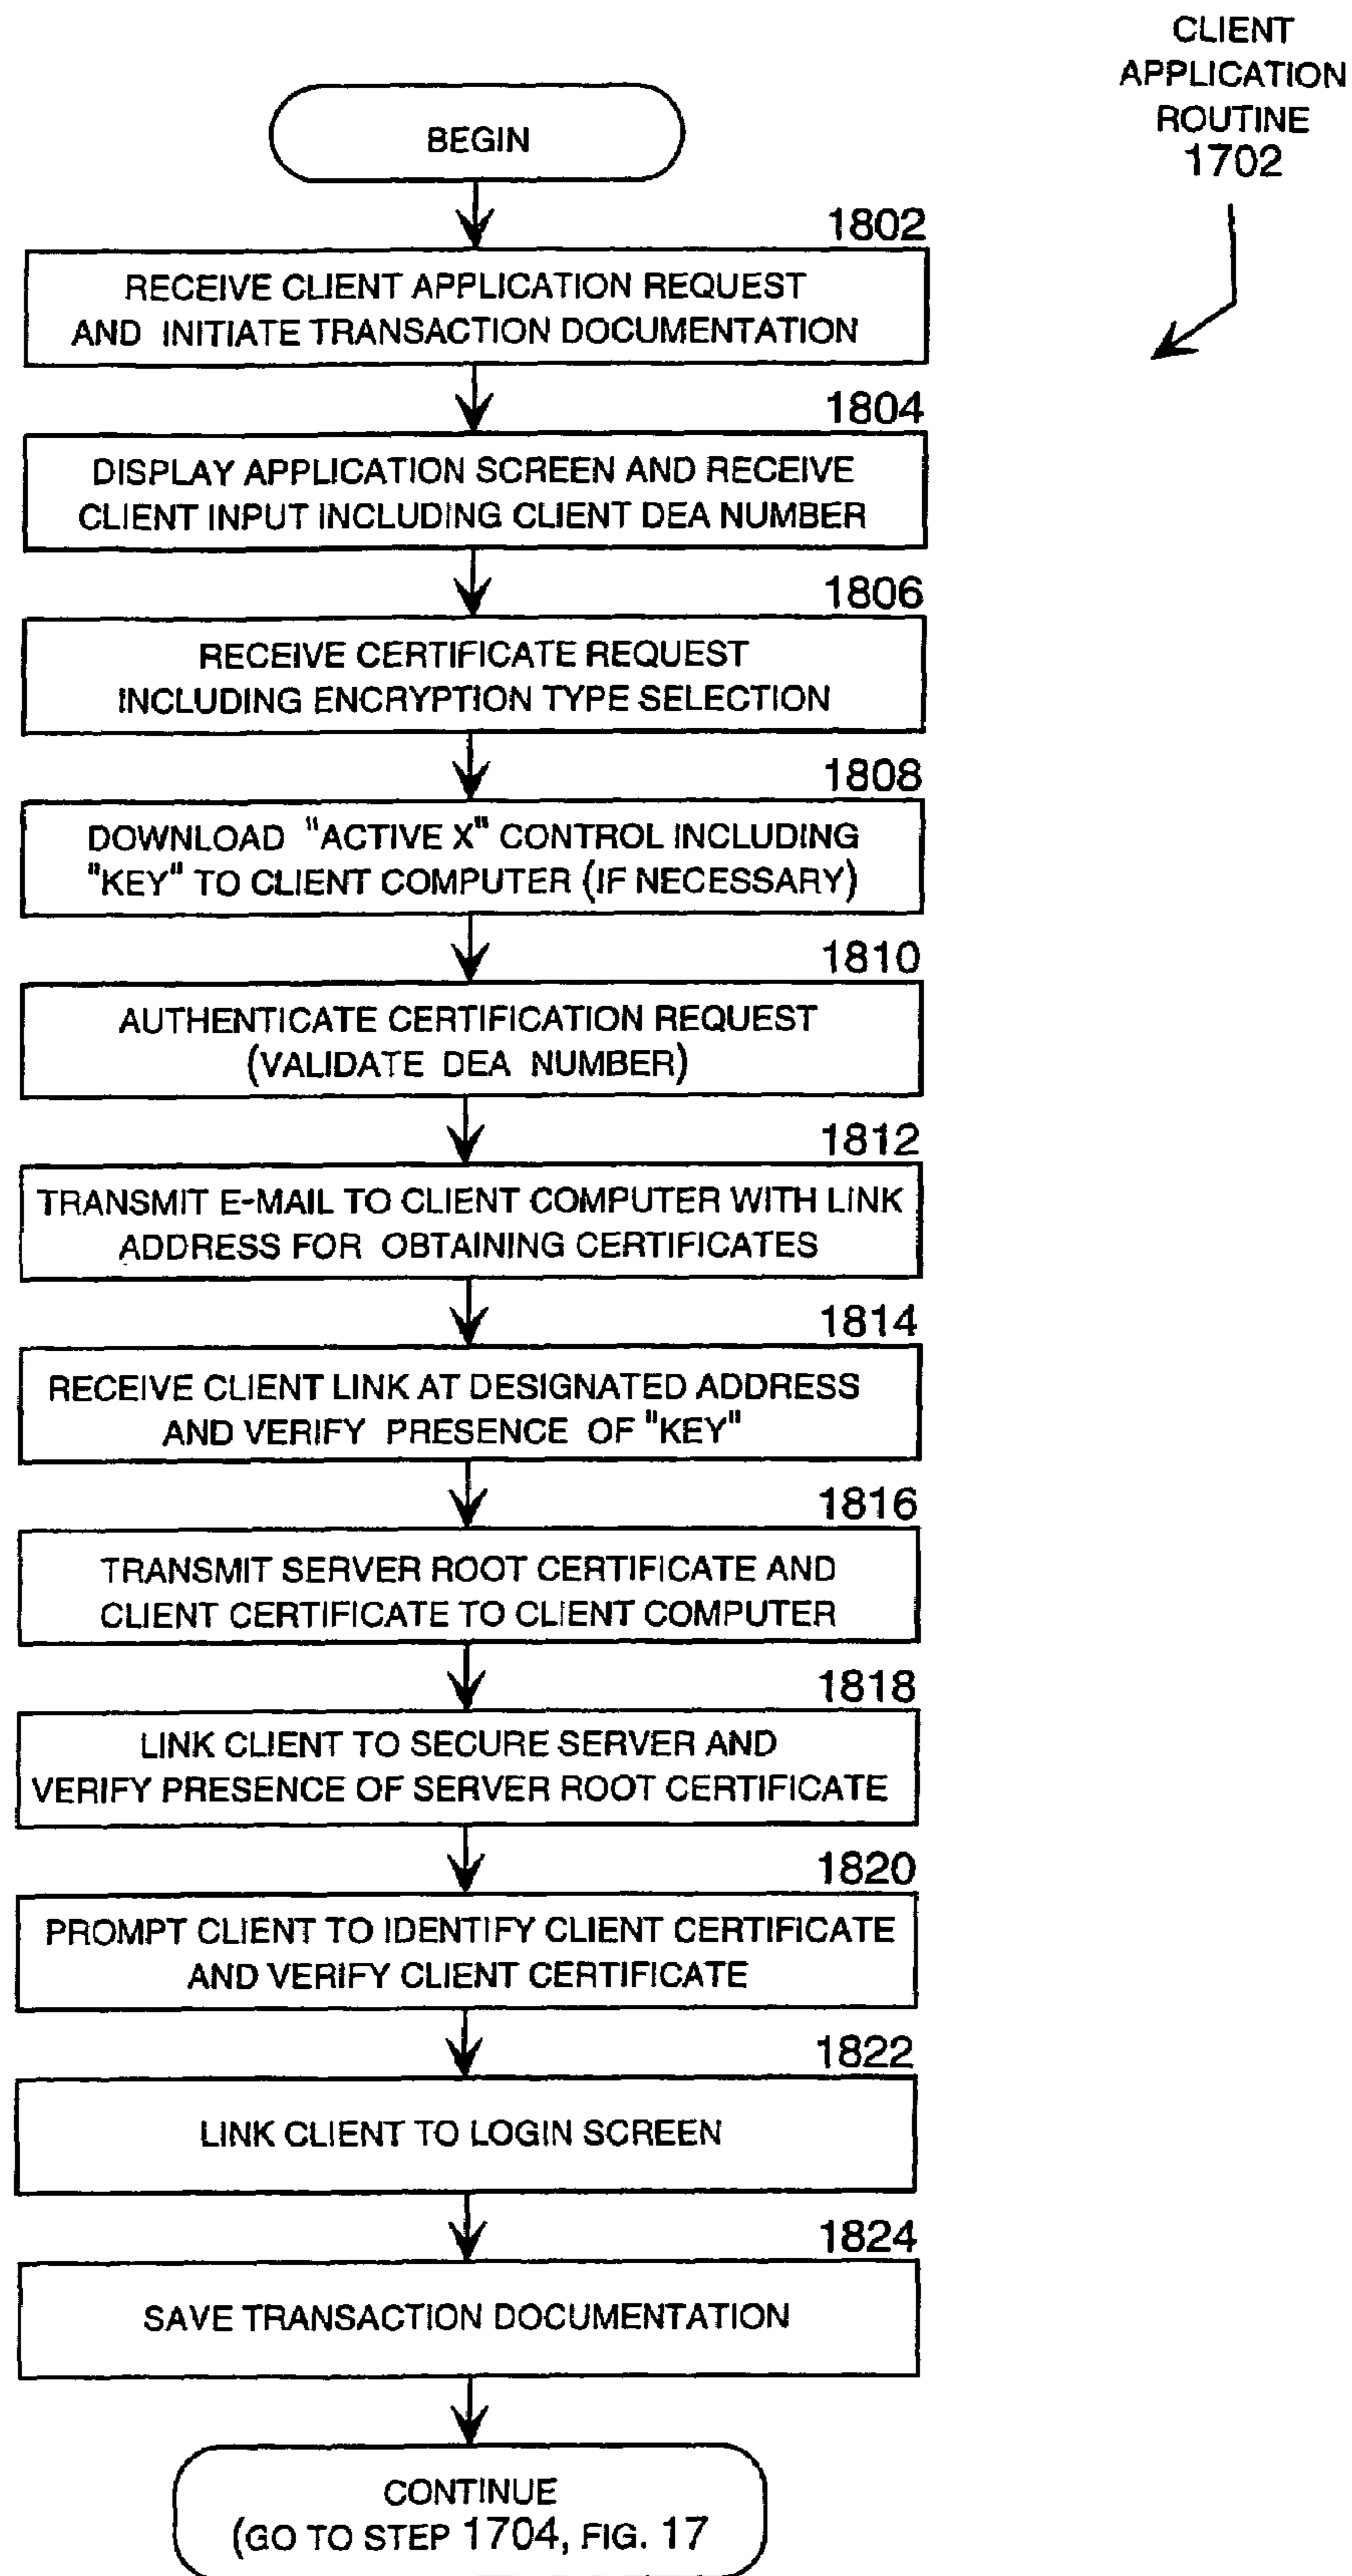 CLIENT
APPLICATION
ROUTINE
1702
BEGIN
1802
RECEIVE CLIENT APPLICATION REQUEST
AND INITIATE TRANSACTION DOCUMENTATION
1804
DISPLAY APPLICATION SCREEN AND RECEIVE
CLIENT INPUT INCLUDING CLIENT DEA NUMBER
1806
RECEIVE CERTIFICATE REQUEST
INCLUDING ENCRYPTION TYPE SELECTION
1808
DOWNLOAD "ACTIVE X" CONTROL INCLUDING
"KEY" TO CLIENT COMPUTER (IF NECESSARY)
1810
AUTHENTICATE CERTIFICATION REQUEST
(VALIDATE DEA NUMBER)
1812
TRANSMIT E-MAIL TO CLIENT COMPUTER WITH LINK
ADDRESS FOR OBTAINING CERTIFICATES
1814
RECEIVE CLIENT LINK AT DESIGNATED ADDRESS
AND VERIFY PRESENCE OF "KEY"
1816
TRANSMIT SERVER ROOT CERTIFICATE AND
CLIENT CERTIFICATE TO CLIENT COMPUTER
1818
LINK CLIENT TO SECURE SERVER AND
VERIFY PRESENCE OF SERVER ROOT CERTIFICATE
1820
PROMPT CLIENT TO IDENTIFY CLIENT CERTIFICATE
AND VERIFY CLIENT CERTIFICATE
1822
LINK CLIENT TO LOGIN SCREEN
1824
SAVE TRANSACTION DOCUMENTATION
CONTINUE
(GO TO STEP 1704, FIG. 17